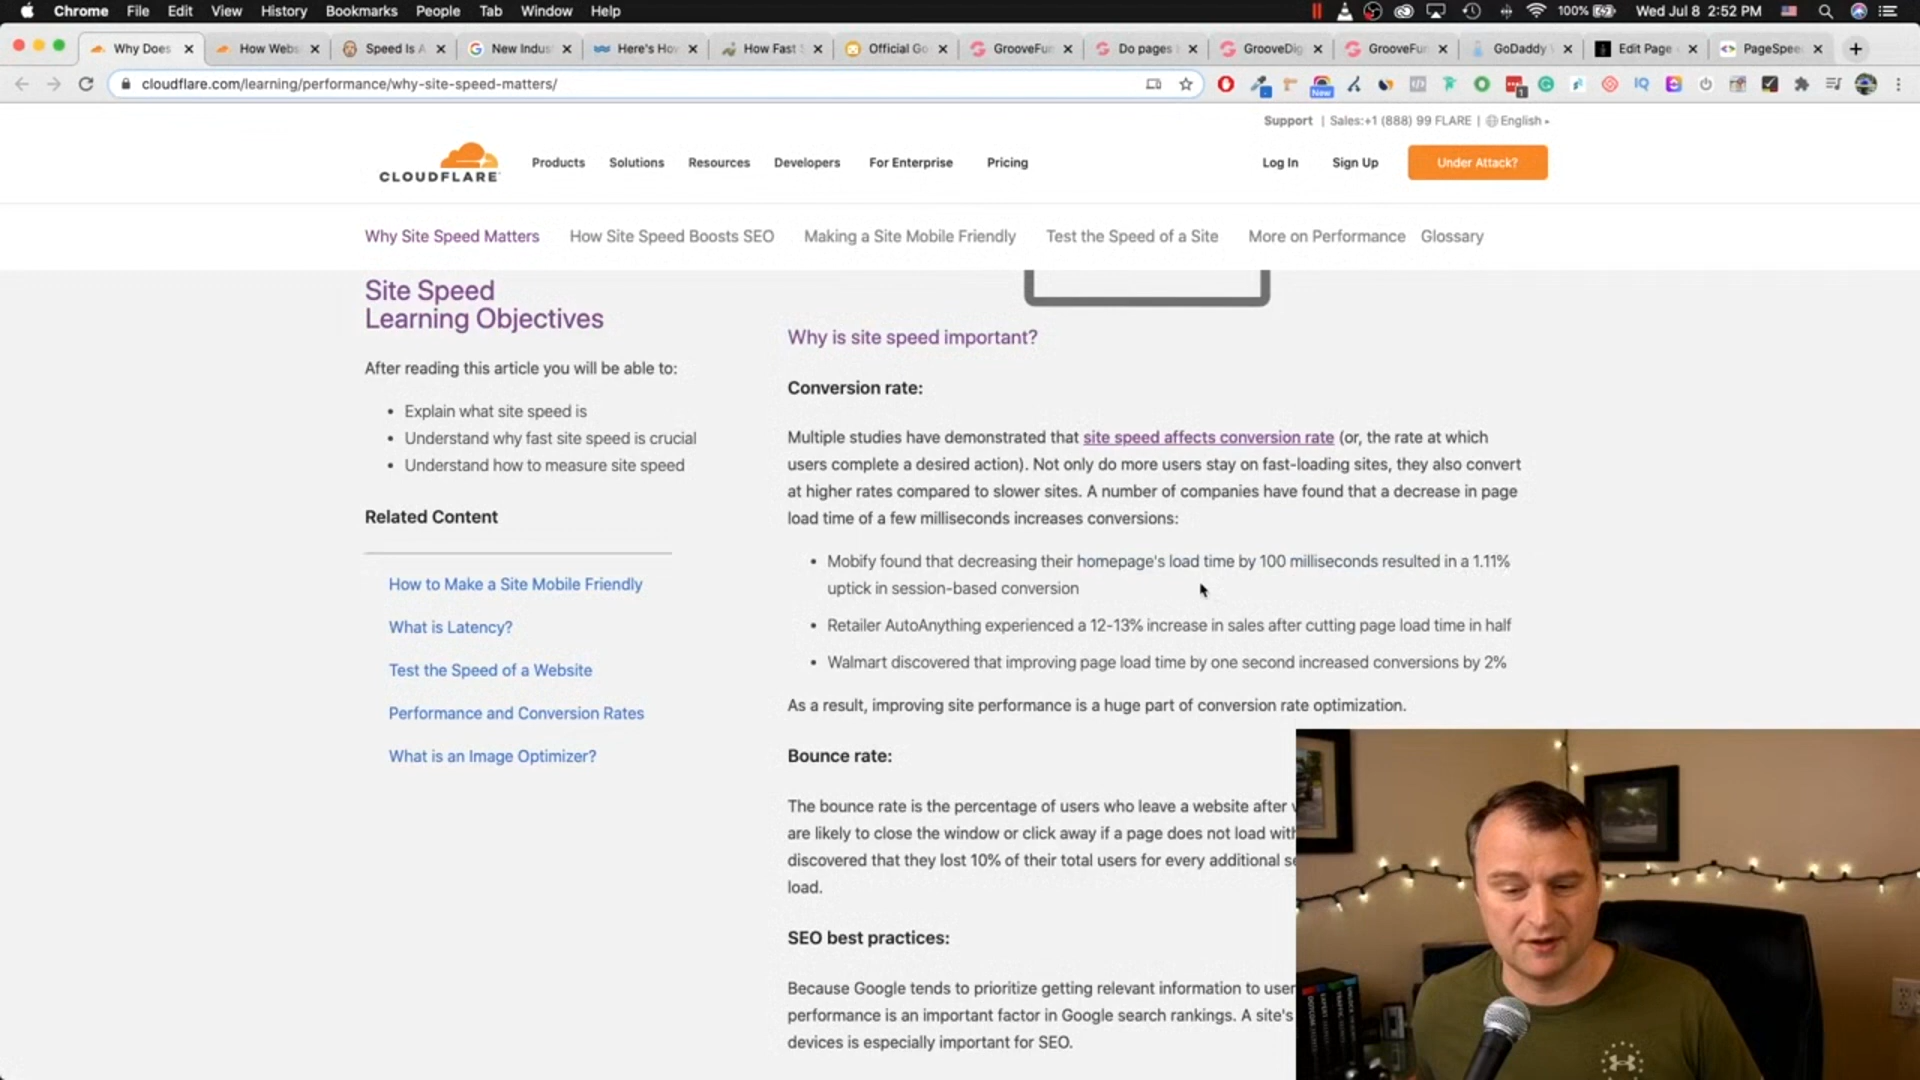 Chrome File Edit View History Bookmarks People Tab Window Help 100% Wed Jul 8 2:52 PM
Why Does How Webs Speed Is A New Indus Here's Ho How Fast Official Go GrooveFun Do pages GrooveDig GrooveFun GoDaddy Edit Page PageSpee
cloudflare.com/learning/performance/why-site-speed-matters/
New
1
Support | Sales:+1 (888) 99 FLARE | English
CLOUDFLARE Products Solutions Resources Developers For Enterprise Pricing Log In Sign Up Under Attack?
Why Site Speed Matters How Site Speed Boosts SEO Making a Site Mobile Friendly Test the Speed of a Site More on Performance Glossary
Site Speed
Learning Objectives
After reading this article you will be able to:
• Explain what site speed is
• Understand why fast site speed is crucial
• Understand how to measure site speed
Related Content
How to Make a Site Mobile Friendly
What is Latency?
Test the Speed of a Website
Performance and Conversion Rates
What is an Image Optimizer?
Why is site speed important?
Conversion rate:
Multiple studies have demonstrated that site speed affects conversion rate (or, the rate at which
users complete a desired action). Not only do more users stay on fast-loading sites, they also convert
at higher rates compared to slower sites. A number of companies have found that a decrease in page
load time of a few milliseconds increases conversions:
• Mobify found that decreasing their homepage's load time by 100 milliseconds resulted in a 1.11%
uptick in session-based conversion
• Retailer AutoAnything experienced a 12-13% increase in sales after cutting page load time in half
• Walmart discovered that improving page load time by one second increased conversions by 2%
As a result, improving site performance is a huge part of conversion rate optimization.
Bounce rate:
The bounce rate is the percentage of users who leave a website after
are likely to close the window or click away if a page does not load with
discovered that they lost 10% of their total users for every additional
load.
SEO best practices:
Because Google tends to prioritize getting relevant information to user
performance is an important factor in Google search rankings. A site's
devices is especially important for SEO.